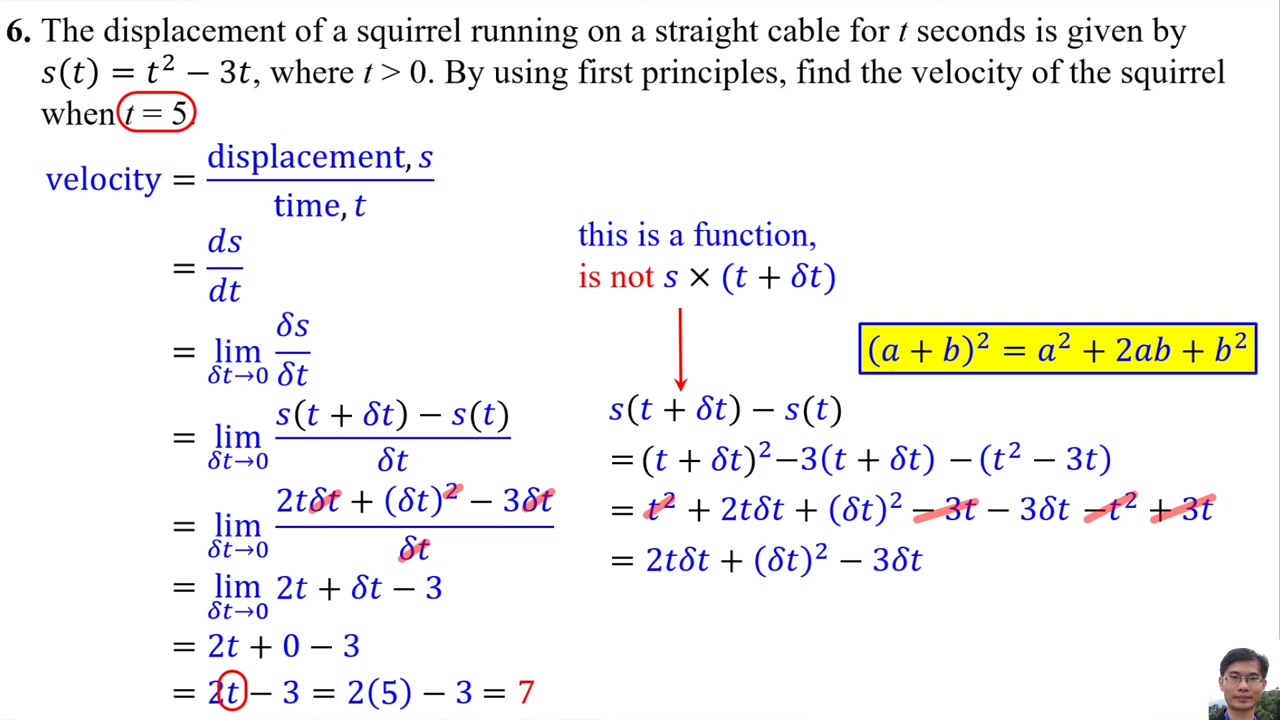 6. The displacement of a squirrel running on a straight cable for t seconds is given by
s(t) = t² − 3t, where t > 0. By using first principles, find the velocity of the squirrel
when t = 5.
velocity = displacement, s / time, t
= ds/dt
= lim δt→0 δs/δt
= lim δt→0 (s(t + δt) − s(t))/δt
= lim δt→0 (2tδt + (δt)² − 3δt)/δt
= lim δt→0 2t + δt − 3
= 2t + 0 − 3
= 2t − 3 = 2(5) − 3 = 7
this is a function,
is not s × (t + δt)
(a + b)² = a² + 2ab + b²
s(t + δt) − s(t)
= (t + δt)² −3(t + δt) − (t² − 3t)
= t² + 2tδt + (δt)² − 3t − 3δt − t² + 3t
= 2tδt + (δt)² − 3δt